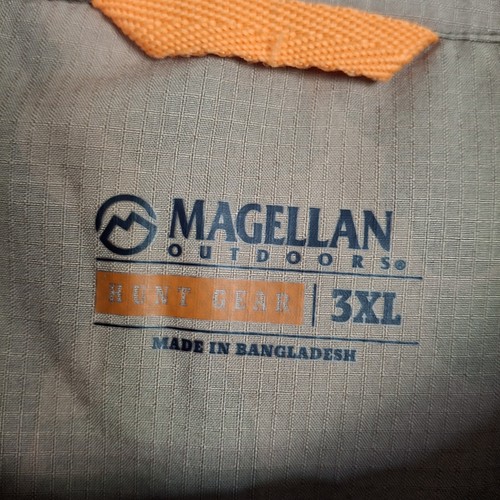 MAGELLAN
OUTDOORS®
HUNT GEAR
3XL
MADE IN BANGLADESH